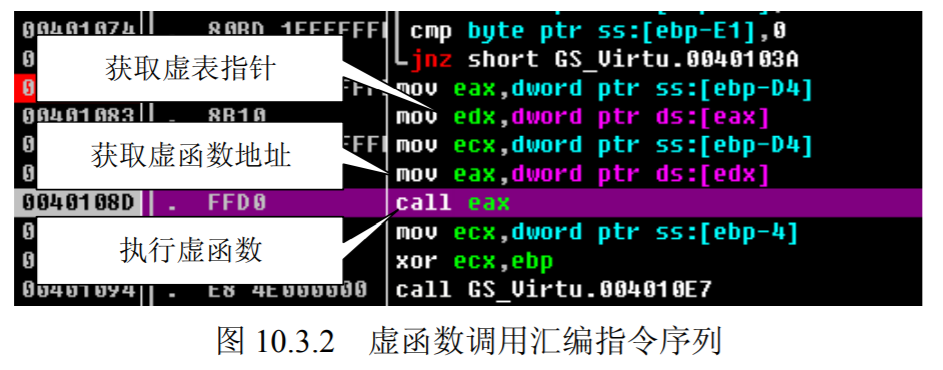 00401074 80BD 1FFFFFFF cmp byte ptr ss:[ebp-E1],0
0 jnz short GS_Virtu.0040103A
获取虚表指针
0 FFF mov eax,dword ptr ss:[ebp-D4]
00401083 . 8B10 mov edx,dword ptr ds:[eax]
0 FFF mov ecx,dword ptr ss:[ebp-D4]
获取虚函数地址
0 mov eax,dword ptr ds:[edx]
0040108D . FFD0 call eax
0 mov ecx,dword ptr ss:[ebp-4]
执行虚函数
0 xor ecx,ebp
00401094 . E8 4E000000 call GS_Virtu.004010E7
图 10.3.2 虚函数调用汇编指令序列